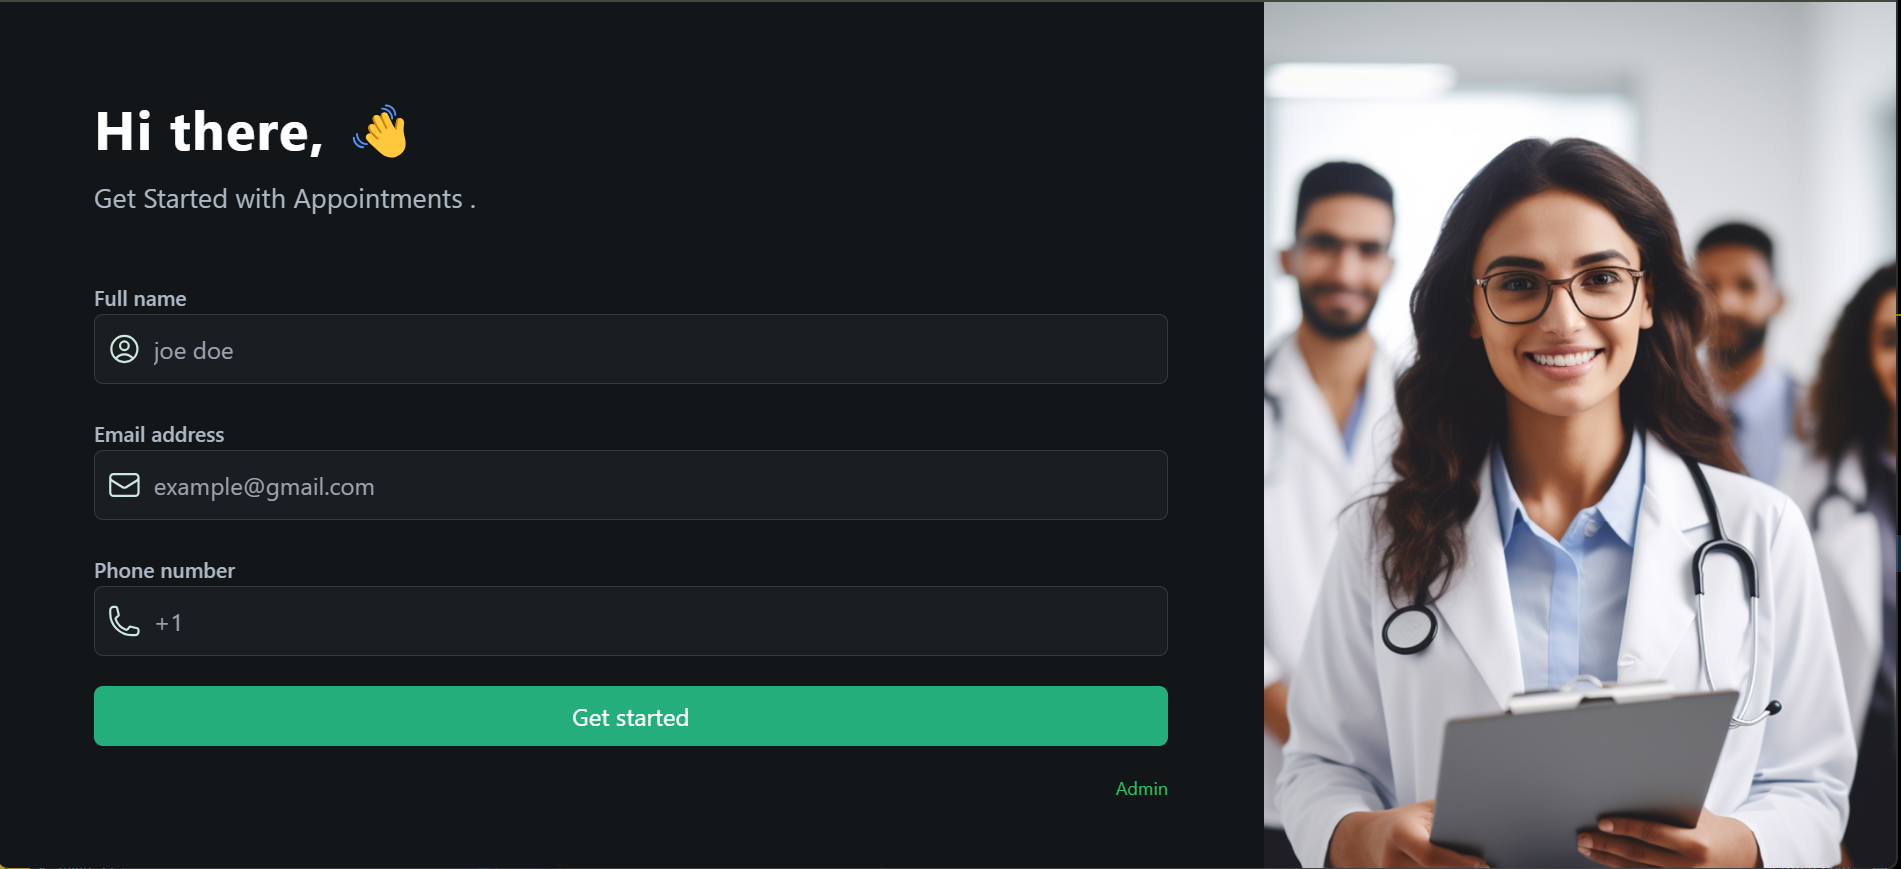 Hi there, 👋
Get Started with Appointments .
Full name
joe doe
Email address
example@gmail.com
Phone number
+1
Get started
Admin